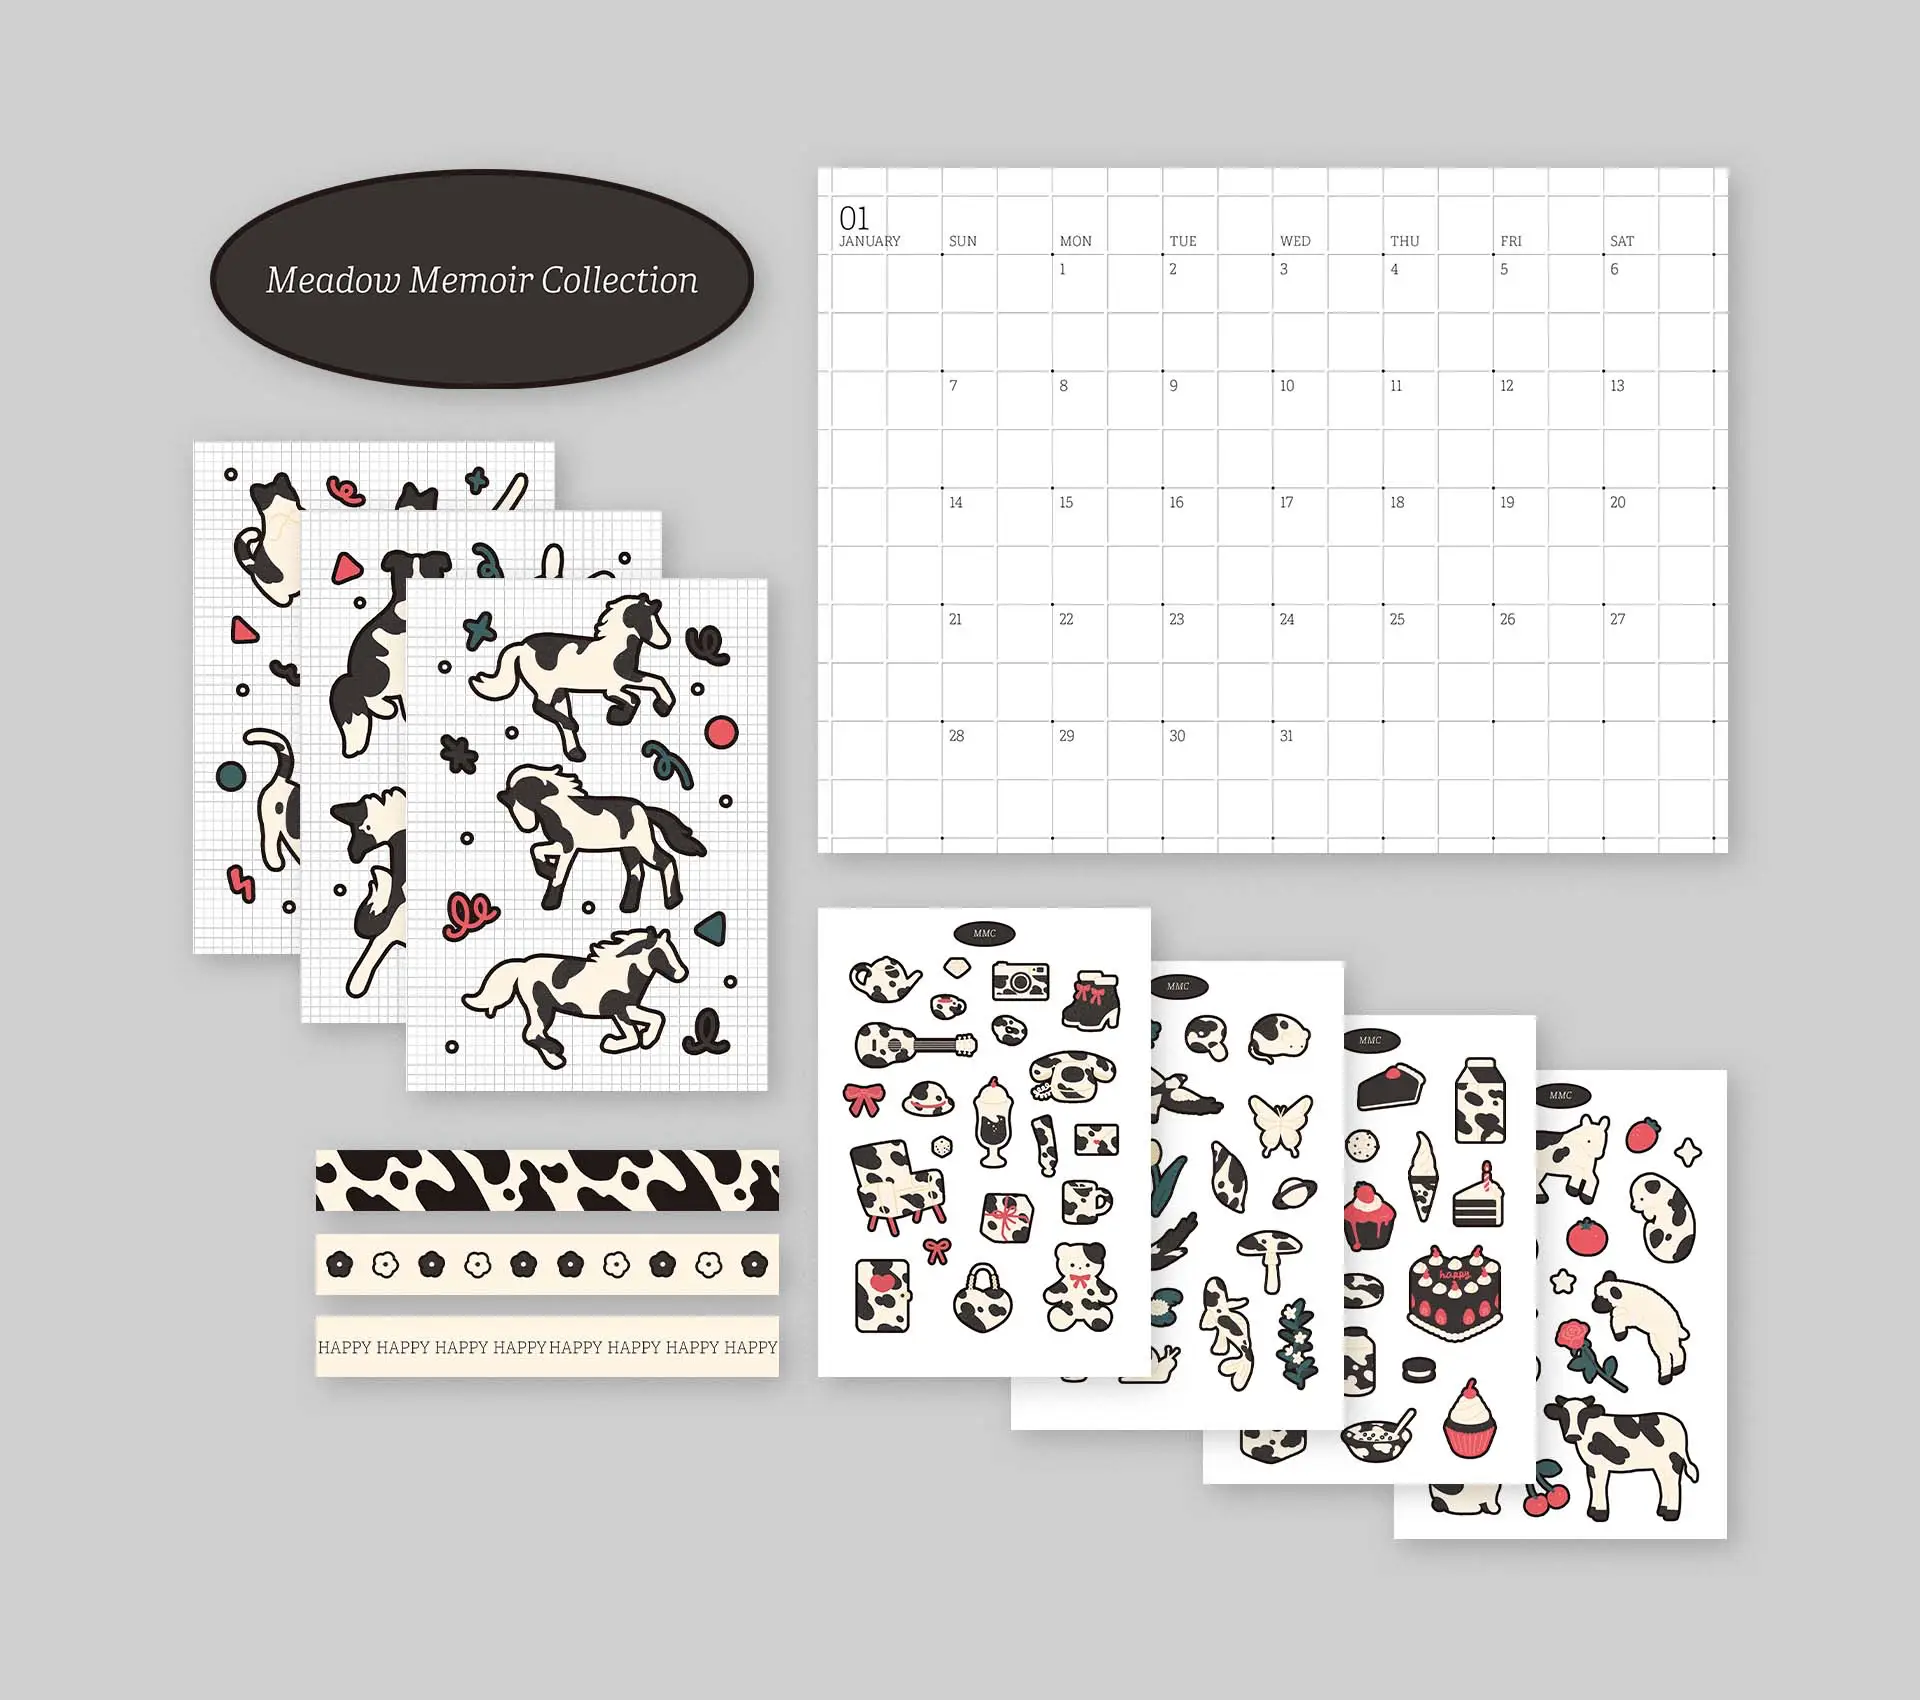 Meadow Memoir Collection
01
JANUARY SUN MON TUE WED THU FRI SAT
1 2 3 4 5 6
7 8 9 10 11 12 13
14 15 16 17 18 19 20
21 22 23 24 25 26 27
28 29 30 31
MMC
MMC
MMC
MMC
happy
HAPPY HAPPY HAPPY HAPPY HAPPY HAPPY HAPPY HAPPY